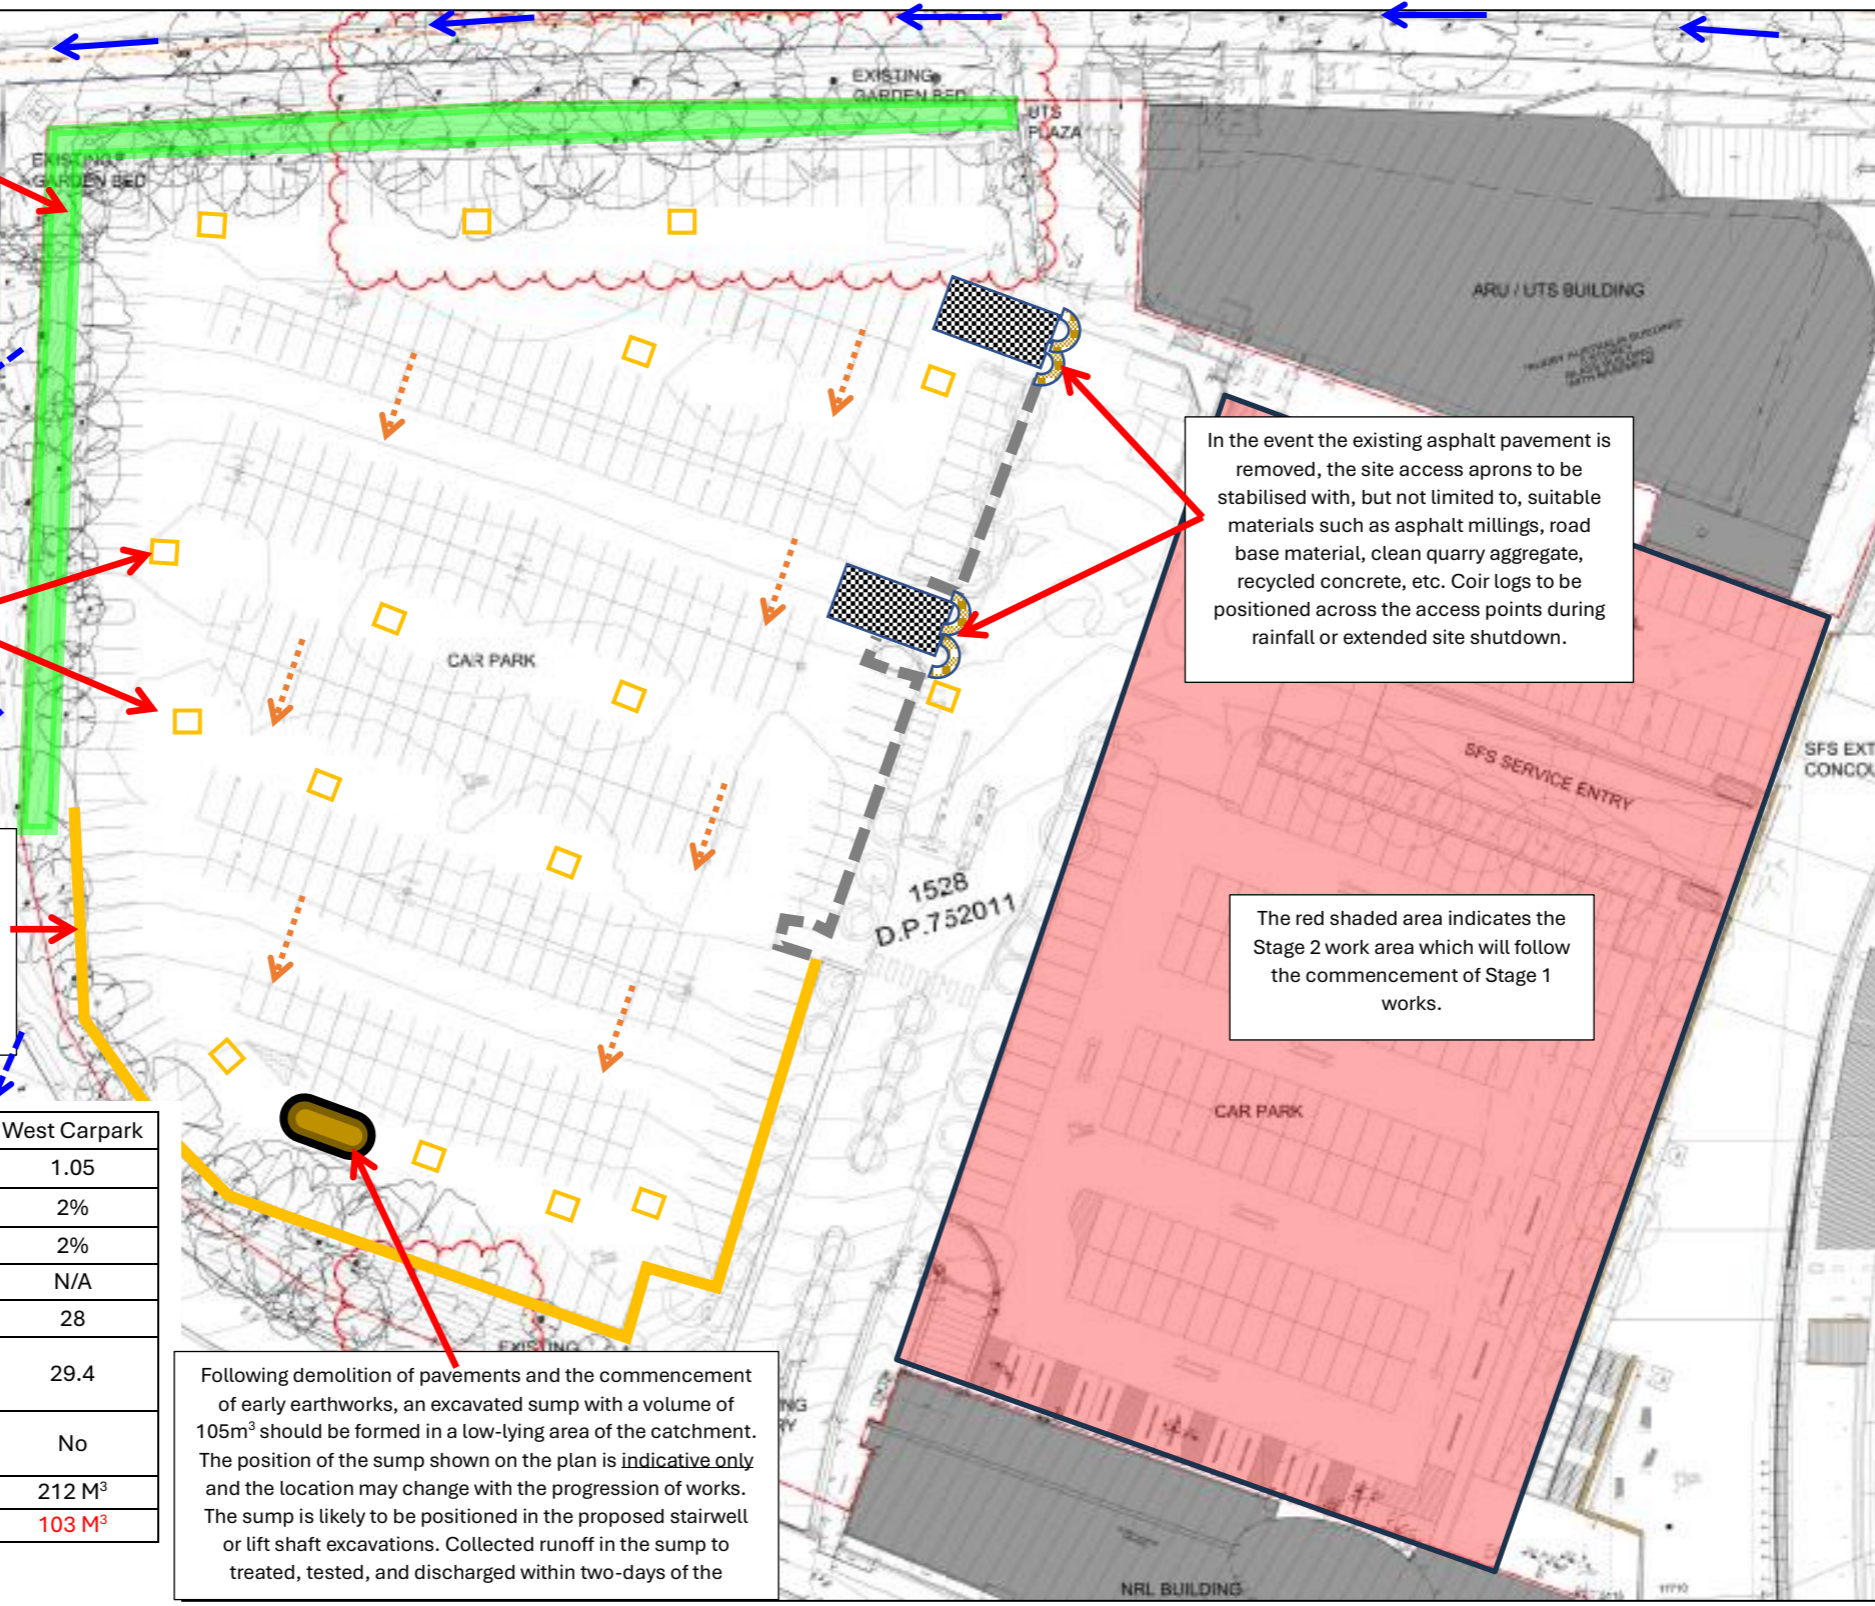 EXISTING
GARDEN BED
UTS
PLAZA
EXISTING
GARDEN BED
ARU / UTS BUILDING
In the event the existing asphalt pavement is
removed, the site access aprons to be
stabilised with, but not limited to, suitable
materials such as asphalt millings, road
base material, clean quarry aggregate,
recycled concrete, etc. Coir logs to be
positioned across the access points during
rainfall or extended site shutdown.
CAR PARK
SFS SERVICE ENTRY
SFS EXT
CONCOU
1528
D.P.752011
The red shaded area indicates the
Stage 2 work area which will follow
the commencement of Stage 1
works.
CAR PARK
West Carpark
1.05
2%
2%
N/A
28
29.4
No
212 M³
103 M³
EXISTING
Following demolition of pavements and the commencement
of early earthworks, an excavated sump with a volume of
105m³ should be formed in a low-lying area of the catchment.
The position of the sump shown on the plan is indicative only
and the location may change with the progression of works.
The sump is likely to be positioned in the proposed stairwell
or lift shaft excavations. Collected runoff in the sump to
treated, tested, and discharged within two-days of the
NG
RY
NRL BUILDING